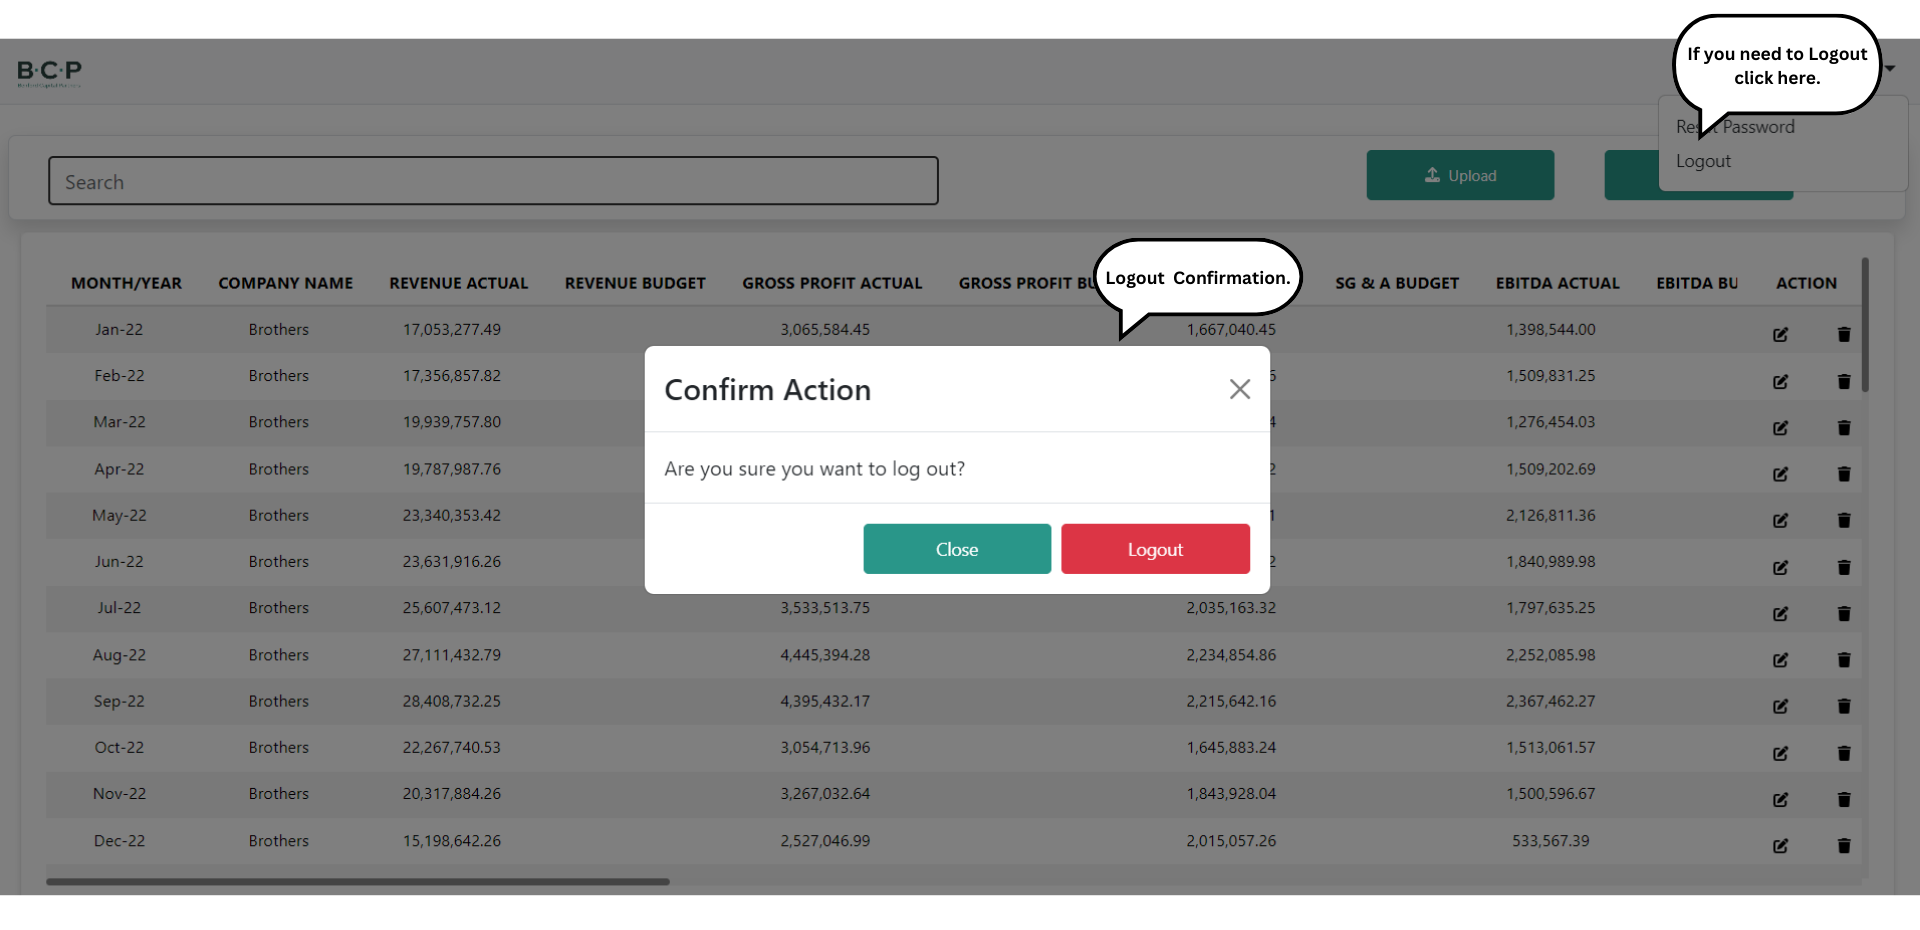 If you need to Logout
click here.
B·C·P
Reset Password
Logout
Search
Upload
Logout Confirmation.
MONTH/YEAR COMPANY NAME REVENUE ACTUAL REVENUE BUDGET GROSS PROFIT ACTUAL GROSS PROFIT BU SG & A BUDGET EBITDA ACTUAL EBITDA BU ACTION
Jan-22 Brothers 17,053,277.49 3,065,584.45 1,667,040.45 1,398,544.00
Feb-22 Brothers 17,356,857.82 5 1,509,831.25
Mar-22 Brothers 19,939,757.80 4 1,276,454.03
Apr-22 Brothers 19,787,987.76 2 1,509,202.69
May-22 Brothers 23,340,353.42 1 2,126,811.36
Jun-22 Brothers 23,631,916.26 2 1,840,989.98
Confirm Action
Are you sure you want to log out?
Close Logout
Jul-22 Brothers 25,607,473.12 3,533,513.75 2,035,163.32 1,797,635.25
Aug-22 Brothers 27,111,432.79 4,445,394.28 2,234,854.86 2,252,085.98
Sep-22 Brothers 28,408,732.25 4,395,432.17 2,215,642.16 2,367,462.27
Oct-22 Brothers 22,267,740.53 3,054,713.96 1,645,883.24 1,513,061.57
Nov-22 Brothers 20,317,884.26 3,267,032.64 1,843,928.04 1,500,596.67
Dec-22 Brothers 15,198,642.26 2,527,046.99 2,015,057.26 533,567.39